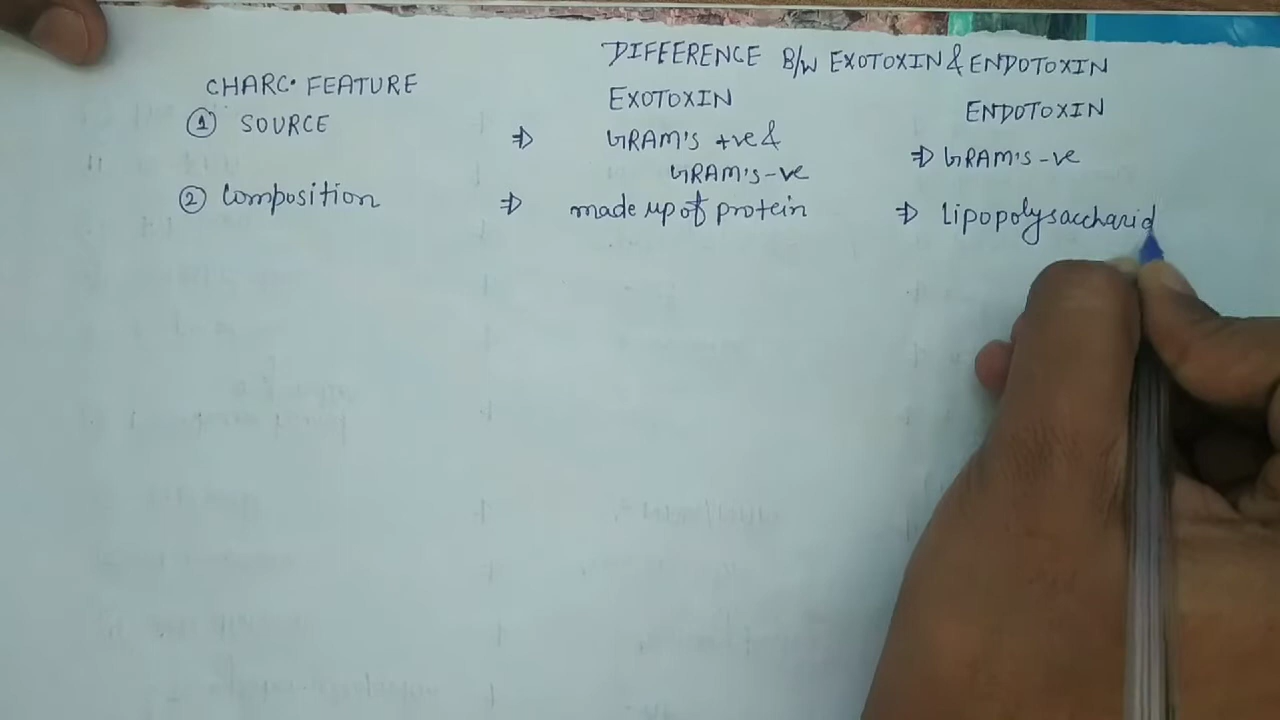 DIFFERENCE B/W EXOTOXIN & ENDOTOXIN
CHARC. FEATURE EXOTOXIN ENDOTOXIN
① SOURCE ⇒ GRAM'S +ve & ⇒ GRAM'S -ve
GRAM'S -ve
② Composition ⇒ made up of protein ⇒ Lipopolysaccharid